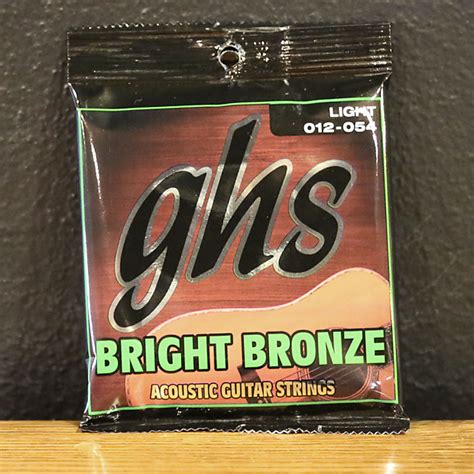 LIGHT
012-054
ghs
BRIGHT BRONZE
ACOUSTIC GUITAR STRINGS